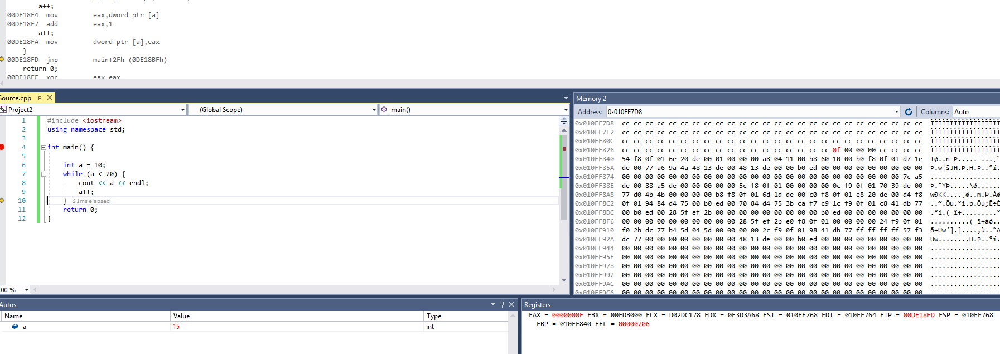 a++;
00DE18F4  mov         eax,dword ptr [a]
00DE18F7  add         eax,1
a++;
00DE18FA  mov         dword ptr [a],eax
}
00DE18FD  jmp         main+2Fh (0DE18BFh)
return 0;
xor         eax,eax
Source.cpp
Project2
(Global Scope)
main()
1 #include <iostream>
2 using namespace std;
3
4 int main() {
5
6 int a = 10;
7 while (a < 20) {
8 cout << a << endl;
9 a++;
10 } ≤1ms elapsed
11 return 0;
12 }
00 %
Memory 2
Address: 0x010FF7D8 Columns: Auto
0x010FF7D8 cc cc cc cc cc cc cc cc cc cc cc cc cc cc cc cc cc cc cc cc cc cc cc cc cc cc
0x010FF7F2 cc cc cc cc cc cc cc cc cc cc cc cc cc cc cc cc cc cc cc cc cc cc cc cc cc cc
0x010FF80C cc cc cc cc cc cc cc cc cc cc cc cc cc cc cc cc cc cc cc cc cc cc cc cc cc cc
0x010FF826 cc cc cc cc cc cc cc cc cc cc cc cc cc cc cc cc cc cc 0f 00 00 00 cc cc cc cc
0x010FF840 54 f8 0f 01 6e 20 de 00 01 00 00 00 a8 04 11 00 b8 60 10 00 b0 f8 0f 01 d7 1e
0x010FF85A de 00 77 a6 9a 4a 48 13 de 00 48 13 de 00 00 b0 ed 00 00 00 00 00 00 00 00 00
0x010FF874 00 00 00 00 00 00 00 00 00 00 00 00 00 00 00 00 00 00 00 00 00 00 00 00 7c a5
0x010FF88E de 00 88 a5 de 00 00 00 00 00 5c f8 0f 01 00 00 00 00 0c f9 0f 01 70 39 de 00
0x010FF8A8 77 d0 4b 4b 00 00 00 00 b8 f8 0f 01 6d 1d de 00 c0 f8 0f 01 e8 20 de 00 d4 f8
0x010FF8C2 0f 01 94 84 d4 75 00 b0 ed 00 70 84 d4 75 3b ca f7 c9 1c f9 0f 01 c8 41 db 77
0x010FF8DC 00 b0 ed 00 28 5f ef 2b 00 00 00 00 00 00 00 00 00 b0 ed 00 00 00 00 00 00 00
0x010FF8F6 00 00 00 00 00 00 00 00 00 00 28 5f ef 2b e0 f8 0f 01 00 00 00 00 24 f9 0f 01
0x010FF910 f0 2b dc 77 b4 5d 04 5d 00 00 00 00 2c f9 0f 01 98 41 db 77 ff ff ff ff 57 f3
0x010FF92A dc 77 00 00 00 00 00 00 00 00 48 13 de 00 00 b0 ed 00 00 00 00 00 00 00 00 00
0x010FF944 00 00 00 00 00 00 00 00 00 00 00 00 00 00 00 00 00 00 00 00 00 00 00 00 00 00
0x010FF95E 00 00 00 00 00 00 00 00 00 00 00 00 00 00 00 00 00 00 00 00 00 00 00 00 00 00
0x010FF978 00 00 00 00 00 00 00 00 00 00 00 00 00 00 00 00 00 00 00 00 00 00 00 00 00 00
0x010FF992 00 00 00 00 00 00 00 00 00 00 00 00 00 00 00 00 00 00 00 00 00 00 00 00 00 00
0x010FF9AC 00 00 00 00 00 00 00 00 00 00 00 00 00 00 00 00 00 00 00 00 00 00 00 00 00 00
0x010FF9C6 00 00 00 00 00 00 00 00 00 00 00 00 00 00 00 00 00 00 00 00 00 00 00 00 00 00
Autos
Name Value Type
a 15 int
Registers
EAX = 0000000F EBX = 00EDB000 ECX = D02DC178 EDX = 0F3D3A68 ESI = 010FF768 EDI = 010FF764 EIP = 00DE18FD ESP = 010FF768
EBP = 010FF840 EFL = 00000206